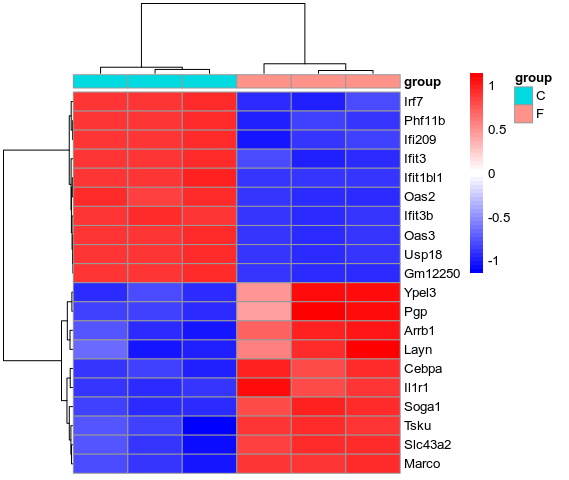 group
Irf7
Phf11b
Ifi209
Ifit3
Ifit1bl1
Oas2
Ifit3b
Oas3
Usp18
Gm12250
Ypel3
Pgp
Arrb1
Layn
Cebpa
Il1r1
Soga1
Tsku
Slc43a2
Marco
1
0.5
0
-0.5
-1
group
C
F